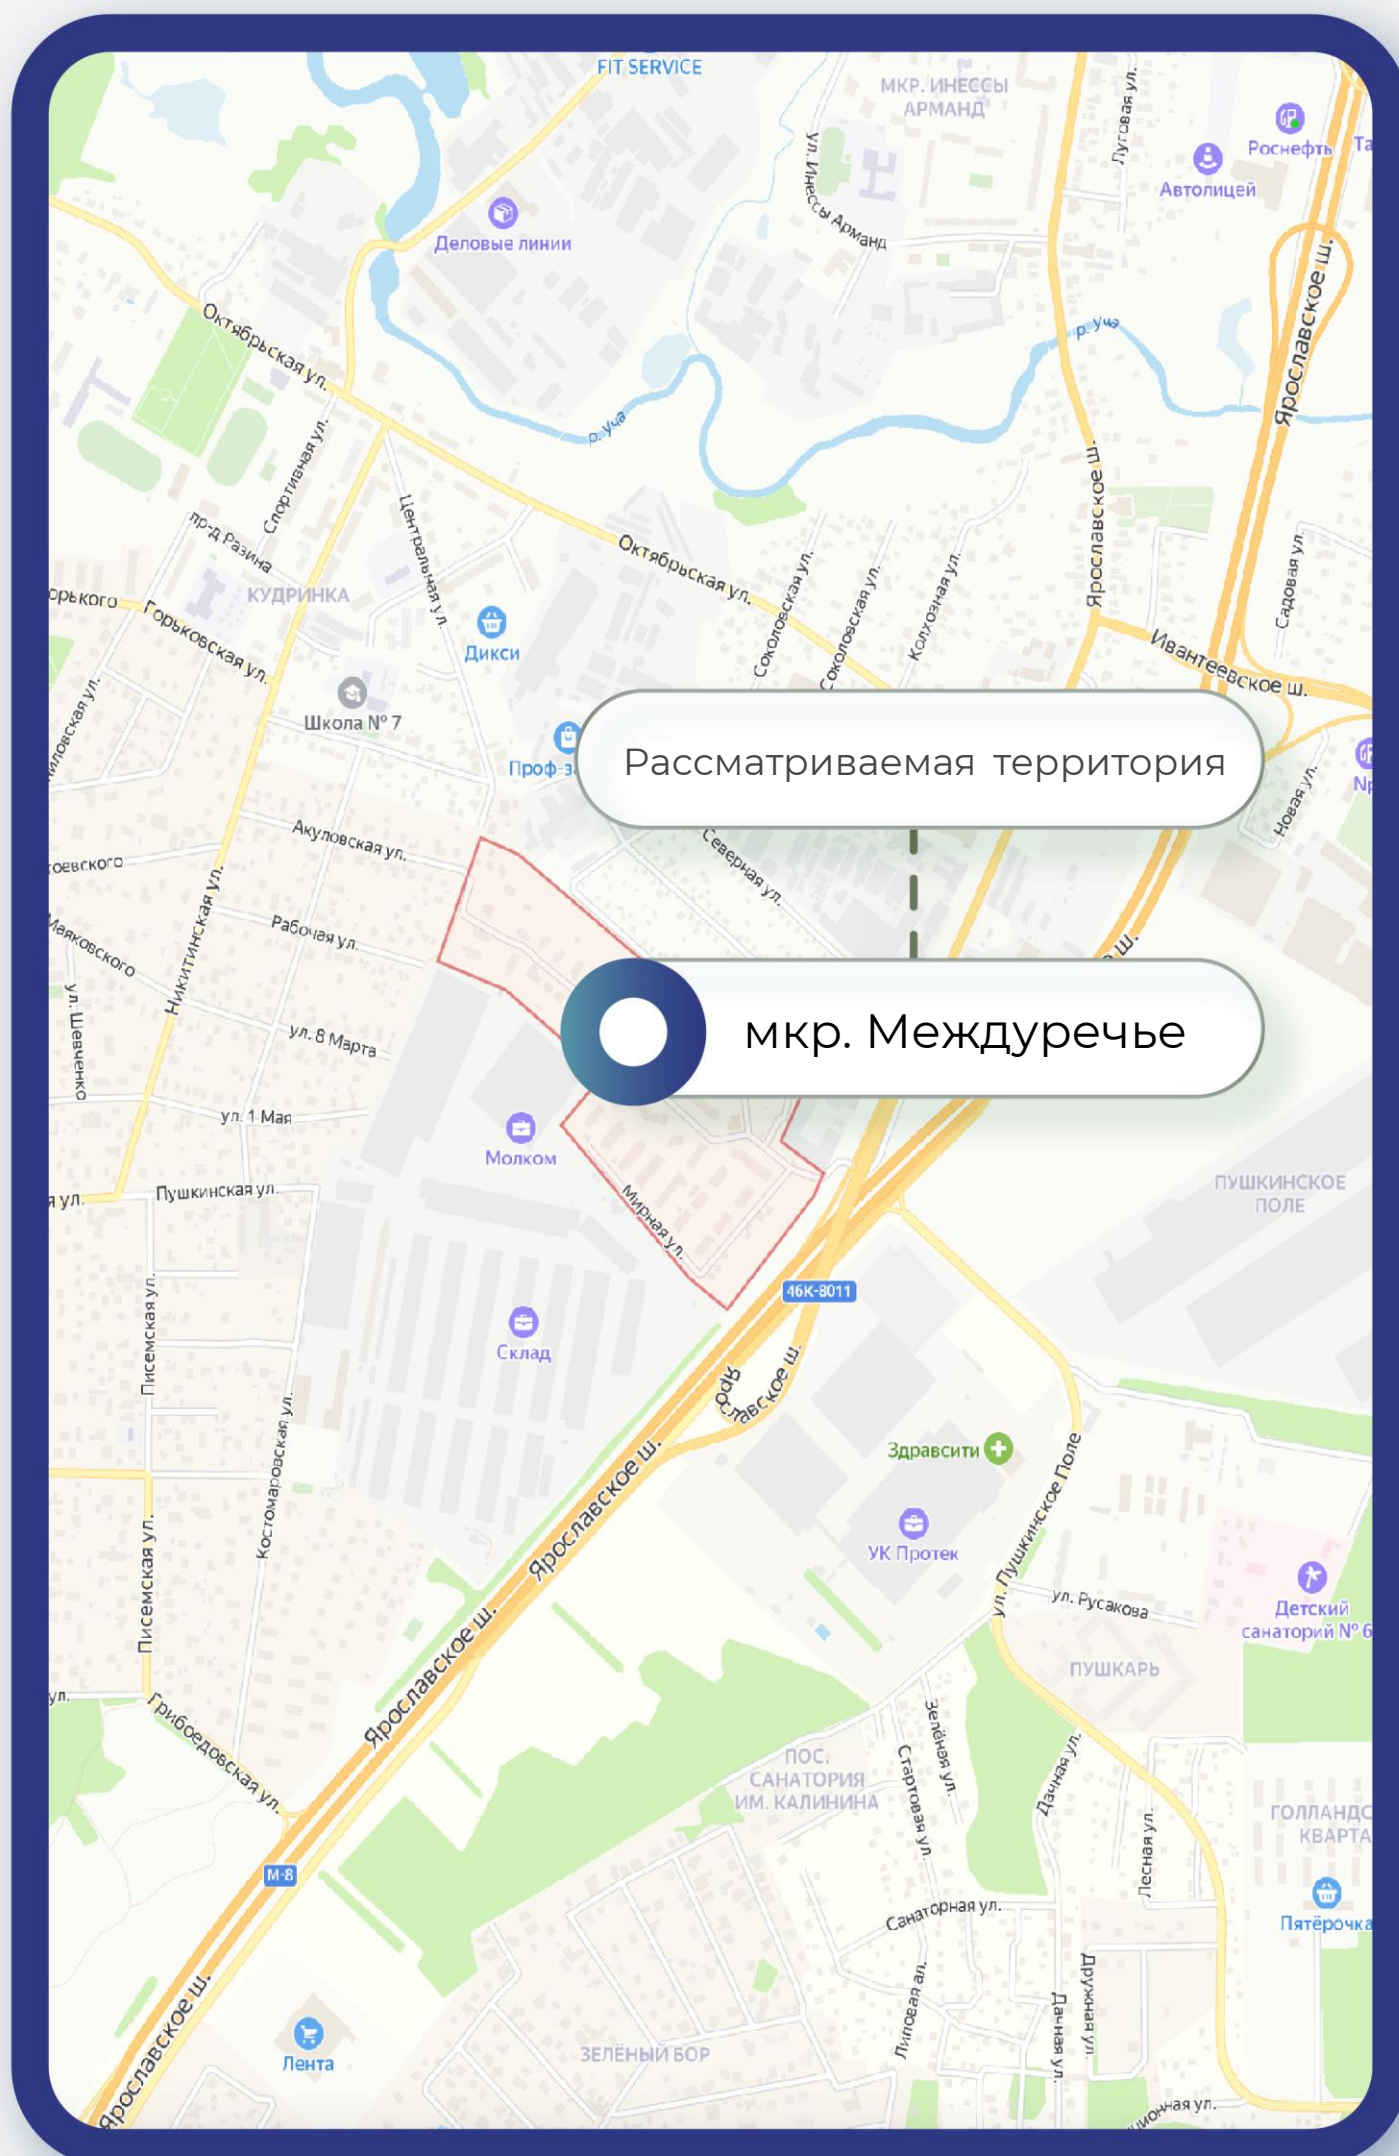 FIT SERVICE
МКР. ИНЕССЫ
АРМАНД
Луговая ул.
Роснефть
Автолицей
ул. Инессы Арманд
Деловые линии
Ярославское ш.
Октябрьская ул.
р. Уча
р. Уча
Спортивная ул.
Центральная ул.
Ярославское ш.
пр-д Разина
Октябрьская ул.
Соколовская ул.
Соколовская ул.
Колхозная ул.
Садовая ул.
КУДРИНКА
Горьковская ул.
Дикси
Ивантеевское ш.
Школа № 7
Рассматриваемая территория
Новая ул.
Акуловская ул.
Северная ул.
Никитинская ул.
Рабочая ул.
Маяковского
ул. Шевченко
ул. 8 Марта
мкр. Междуречье
ул. 1 Мая
Молком
Пушкинская ул.
Мирная ул.
ПУШКИНСКОЕ
ПОЛЕ
46К-8011
Склад
Писемская ул.
Костомаровская ул.
Ярославское ш.
Здравсити
УК Протек
ул. Пушкинское Поле
Ярославское ш.
ул. Русакова
Детский
санаторий № 6
Писемская ул.
ПУШКАРЬ
Ярославское ш.
Грибоедовская ул.
Зелёная ул.
Стартовая ул.
Дачная ул.
ПОС.
САНАТОРИЯ
ИМ. КАЛИНИНА
Лесная ул.
М-8
Пятёрочка
Санаторная ул.
Липовая ал.
Дачная ул.
Дружная ул.
Ярославское ш.
Лента
ЗЕЛЁНЫЙ БОР